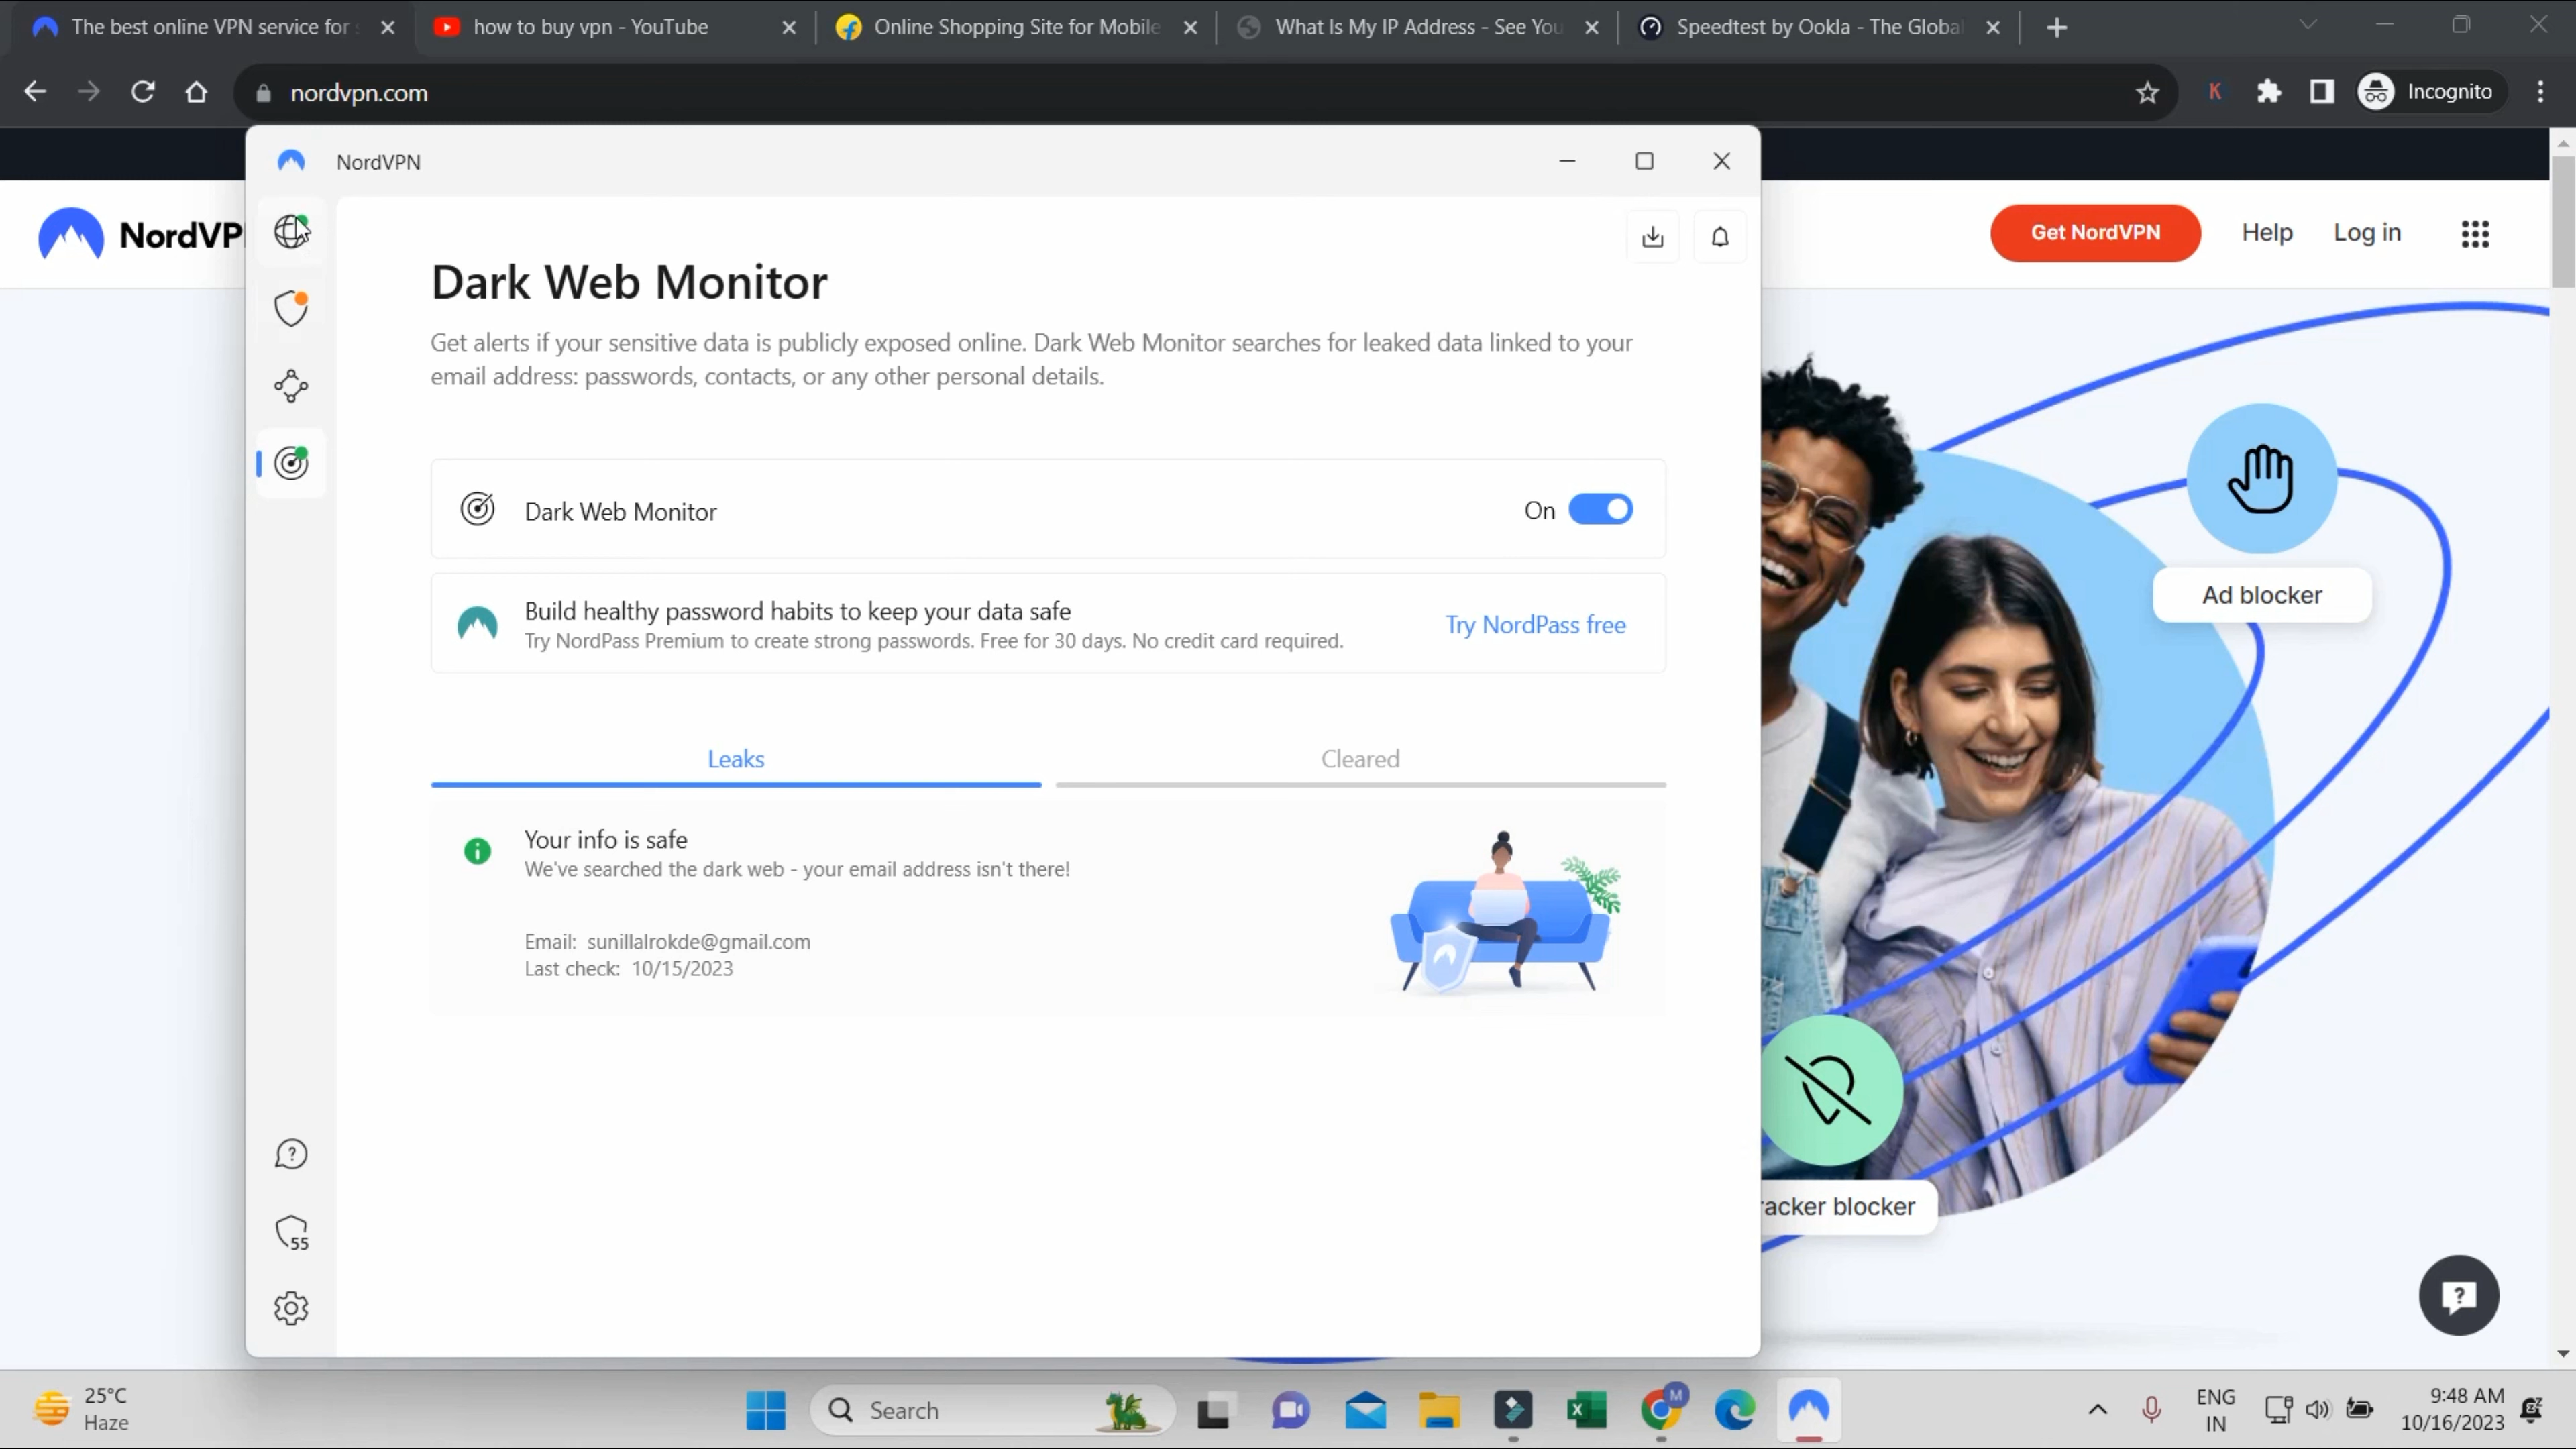 The best online VPN service for s
how to buy vpn - YouTube
Online Shopping Site for Mobile
What Is My IP Address - See You
Speedtest by Ookla - The Global
nordvpn.com
K
Incognito
NordVPN
NordVP
Get NordVPN
Help
Log in
Dark Web Monitor
Get alerts if your sensitive data is publicly exposed online. Dark Web Monitor searches for leaked data linked to your
email address: passwords, contacts, or any other personal details.
Dark Web Monitor
On
Build healthy password habits to keep your data safe
Try NordPass Premium to create strong passwords. Free for 30 days. No credit card required.
Try NordPass free
Ad blocker
Leaks
Cleared
Your info is safe
We've searched the dark web - your email address isn't there!
Email: sunillalrokde@gmail.com
Last check: 10/15/2023
racker blocker
55
25°C
Haze
Search
M
ENG
IN
9:48 AM
10/16/2023